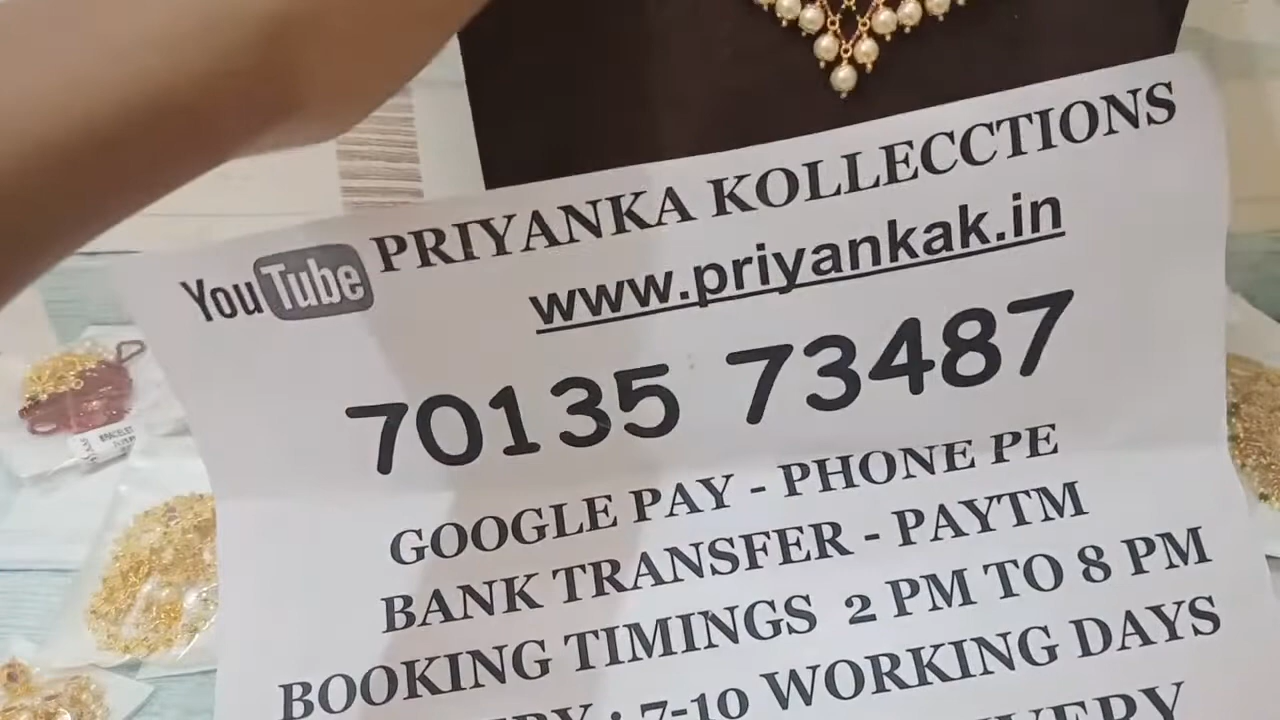 YouTube PRIYANKA KOLLECCTIONS
www.priyankak.in
70135 73487
GOOGLE PAY - PHONE PE
BANK TRANSFER - PAYTM
BOOKING TIMINGS 2 PM TO 8 PM
: 7-10 WORKING DAYS
BRACELET